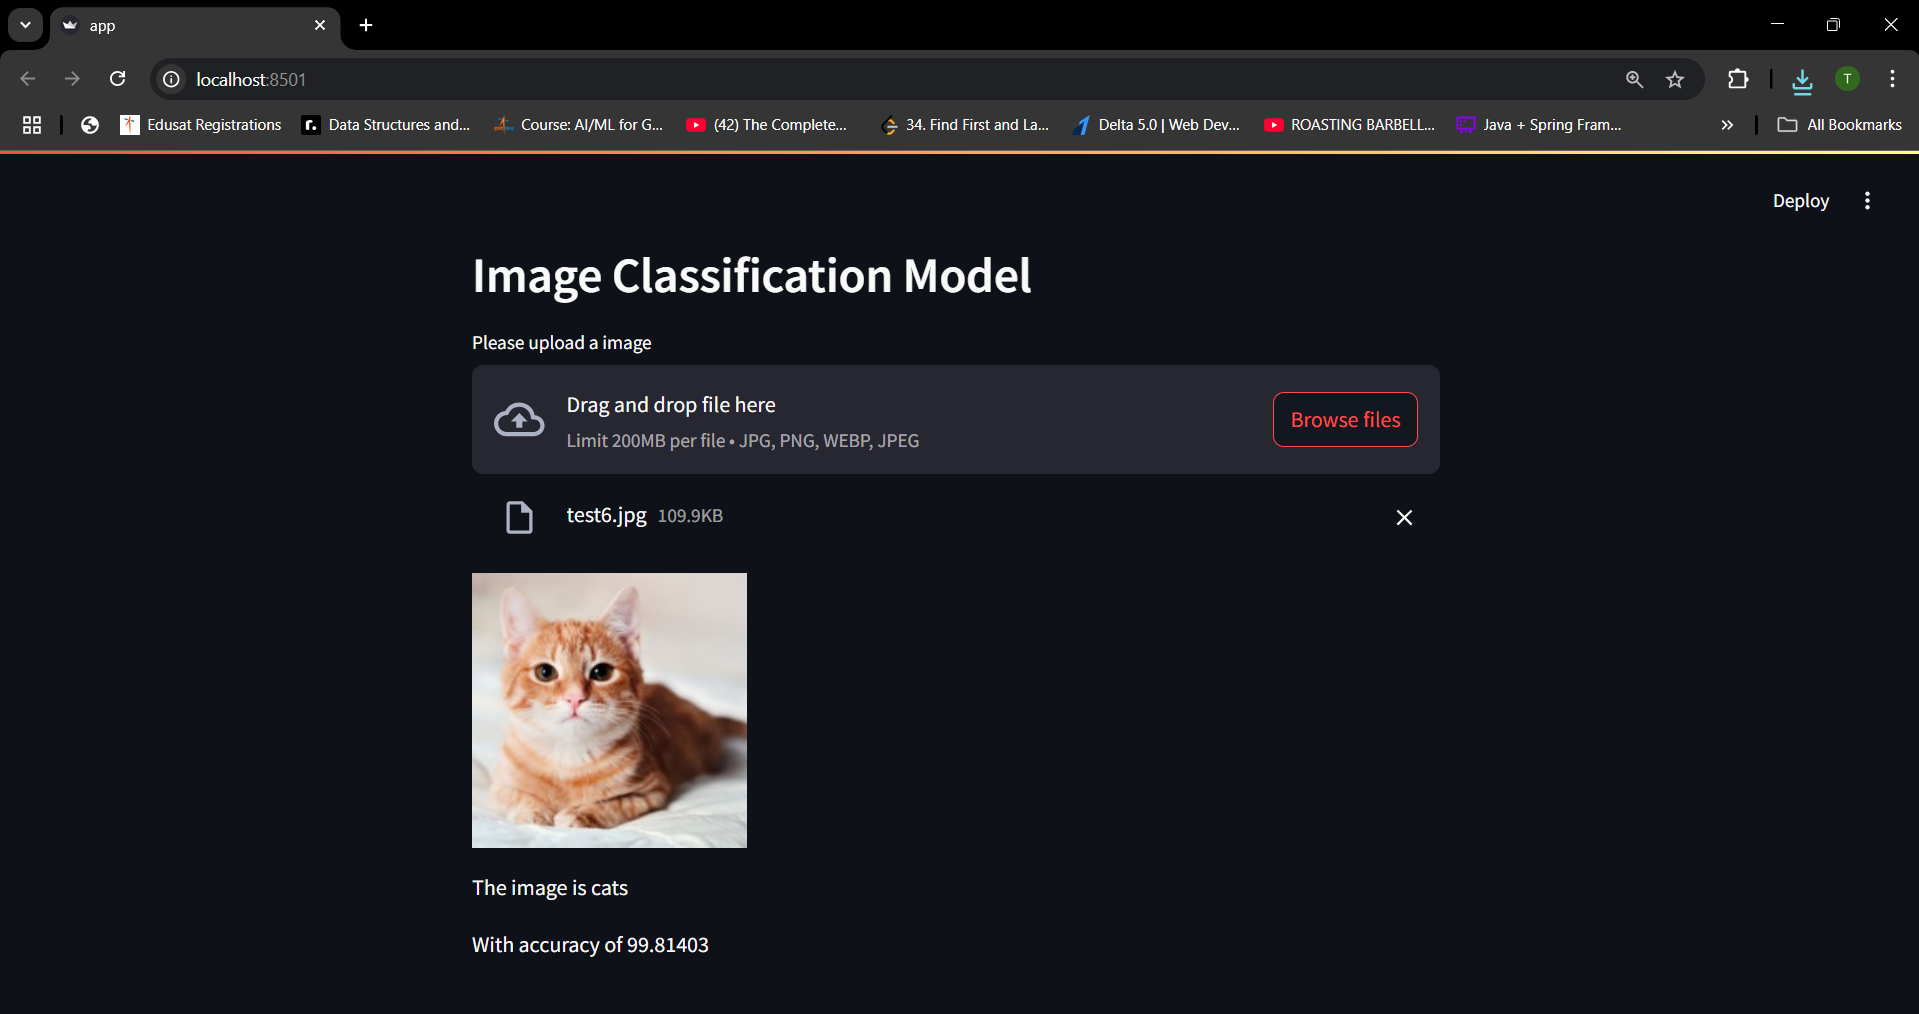 app
localhost:8501
T
Edusat Registrations
r. Data Structures and...
Course: AI/ML for G...
(42) The Complete...
34. Find First and La...
Delta 5.0 | Web Dev...
ROASTING BARBELL...
Java + Spring Fram...
All Bookmarks
Deploy
Image Classification Model
Please upload a image
Drag and drop file here
Limit 200MB per file • JPG, PNG, WEBP, JPEG
Browse files
test6.jpg 109.9KB
The image is cats
With accuracy of 99.81403